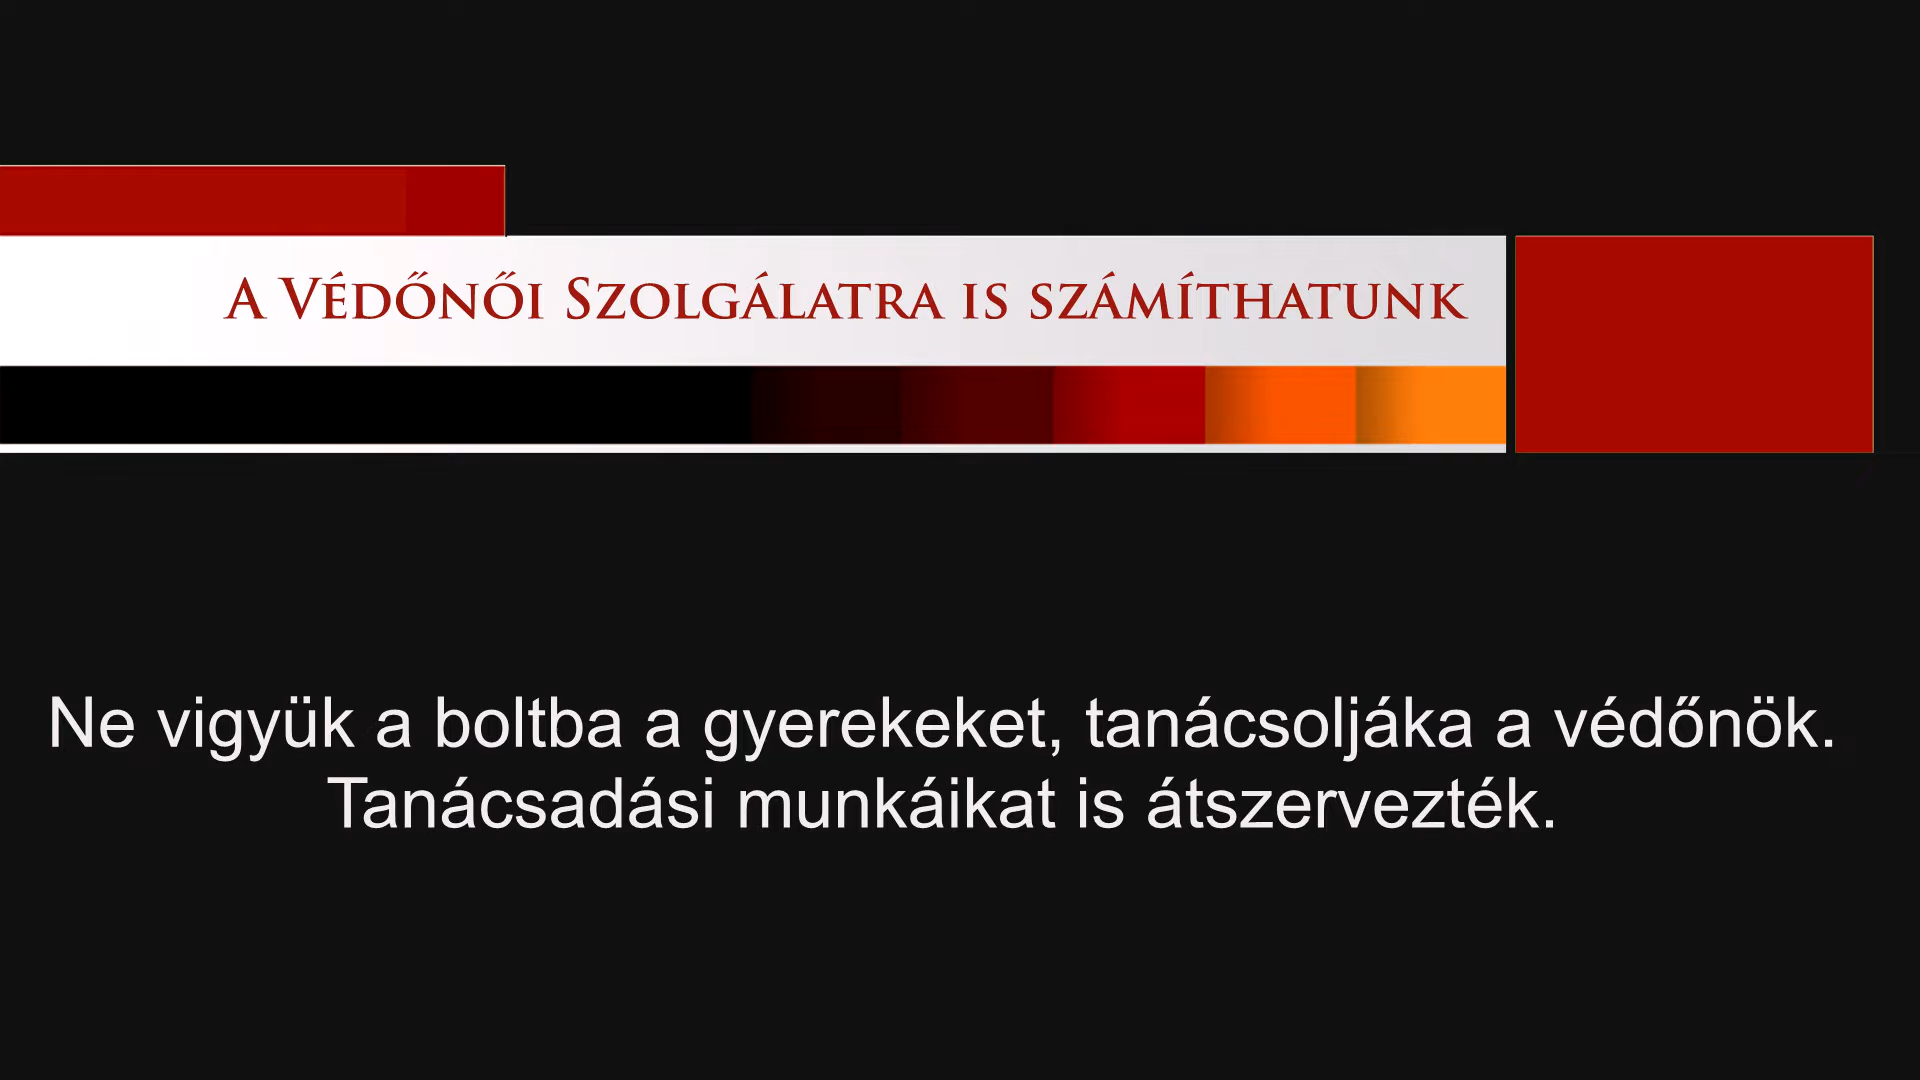 A Védőnői Szolgálatra is számíthatunk
Ne vigyük a boltba a gyerekeket, tanácsoljáka a védőnök.
Tanácsadási munkáikat is átszervezték.